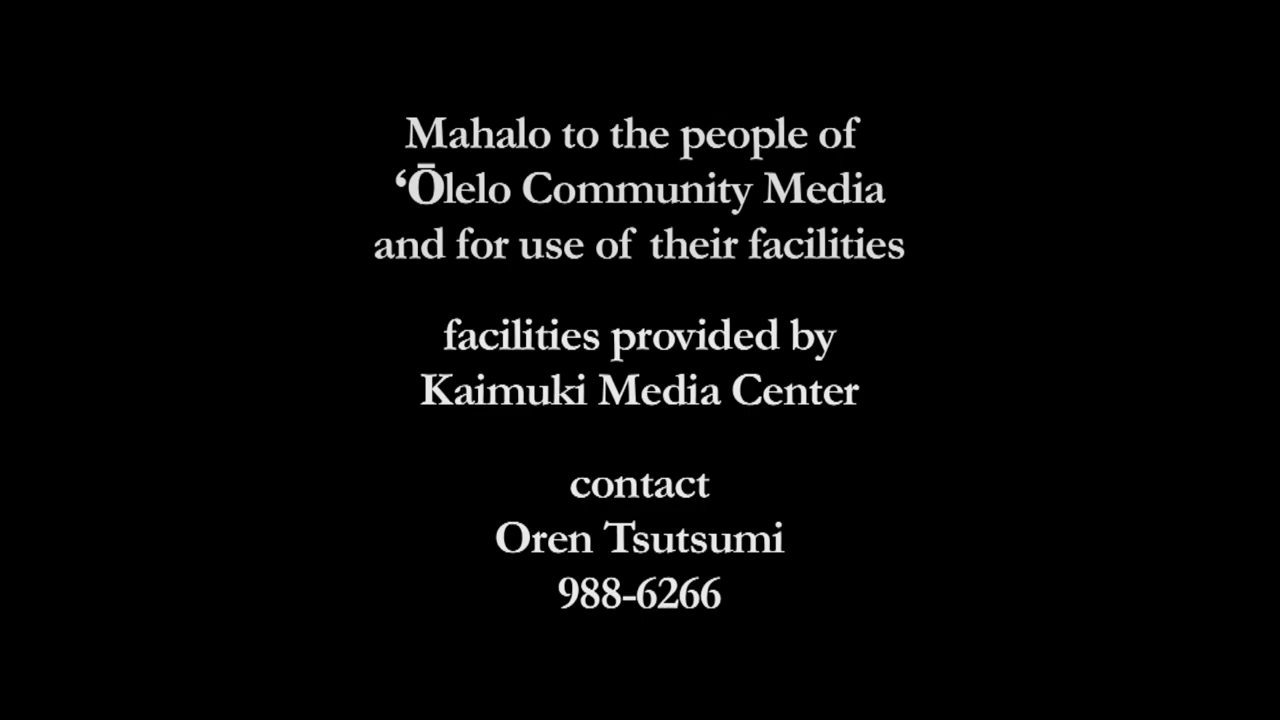 Mahalo to the people of
‘Ōlelo Community Media
and for use of their facilities
facilities provided by
Kaimuki Media Center
contact
Oren Tsutsumi
988-6266